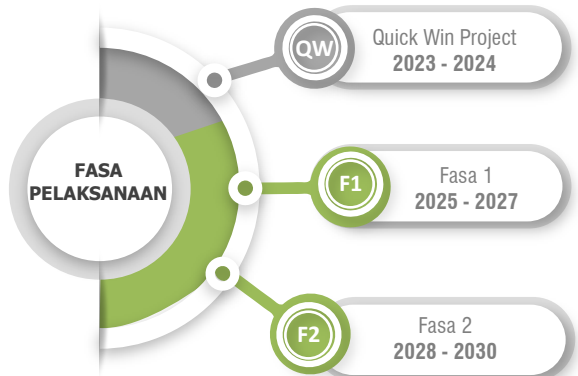 FASA
PELAKSANAAN
QW
Quick Win Project
2023 - 2024
F1
Fasa 1
2025 - 2027
F2
Fasa 2
2028 - 2030